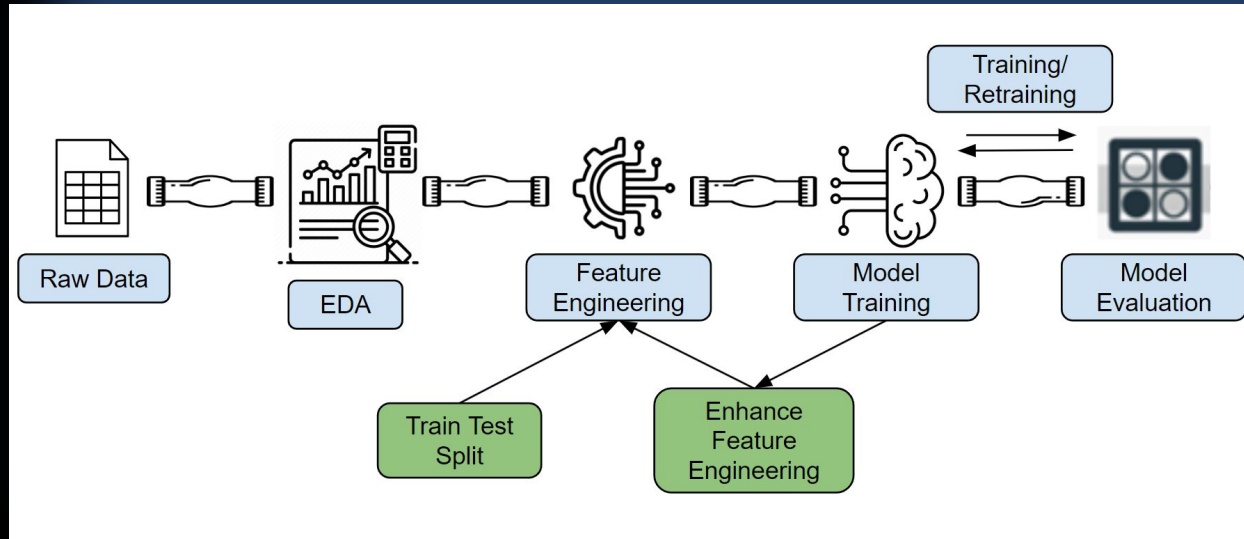 Training/
Retraining
Raw Data
EDA
Feature
Engineering
Model
Training
Model
Evaluation
Train Test
Split
Enhance
Feature
Engineering